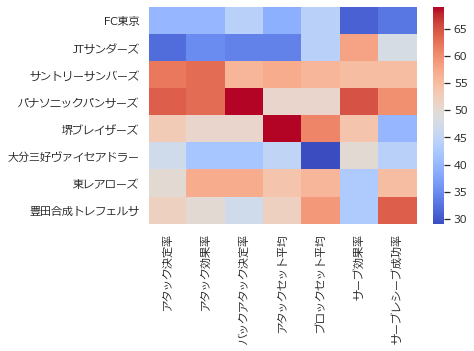 FC東京
JTサンダーズ
サントリーサンバーズ
パナソニックパンサーズ
堺ブレイザーズ
大分三好ヴァイセアドラー
東レアローズ
豊田合成トレフェルサ
アタック決定率
アタック効果率
バックアタック決定率
アタックセット平均
ブロックセット平均
サーブ効果率
サーブレシーブ成功率
65
60
55
50
45
40
35
30